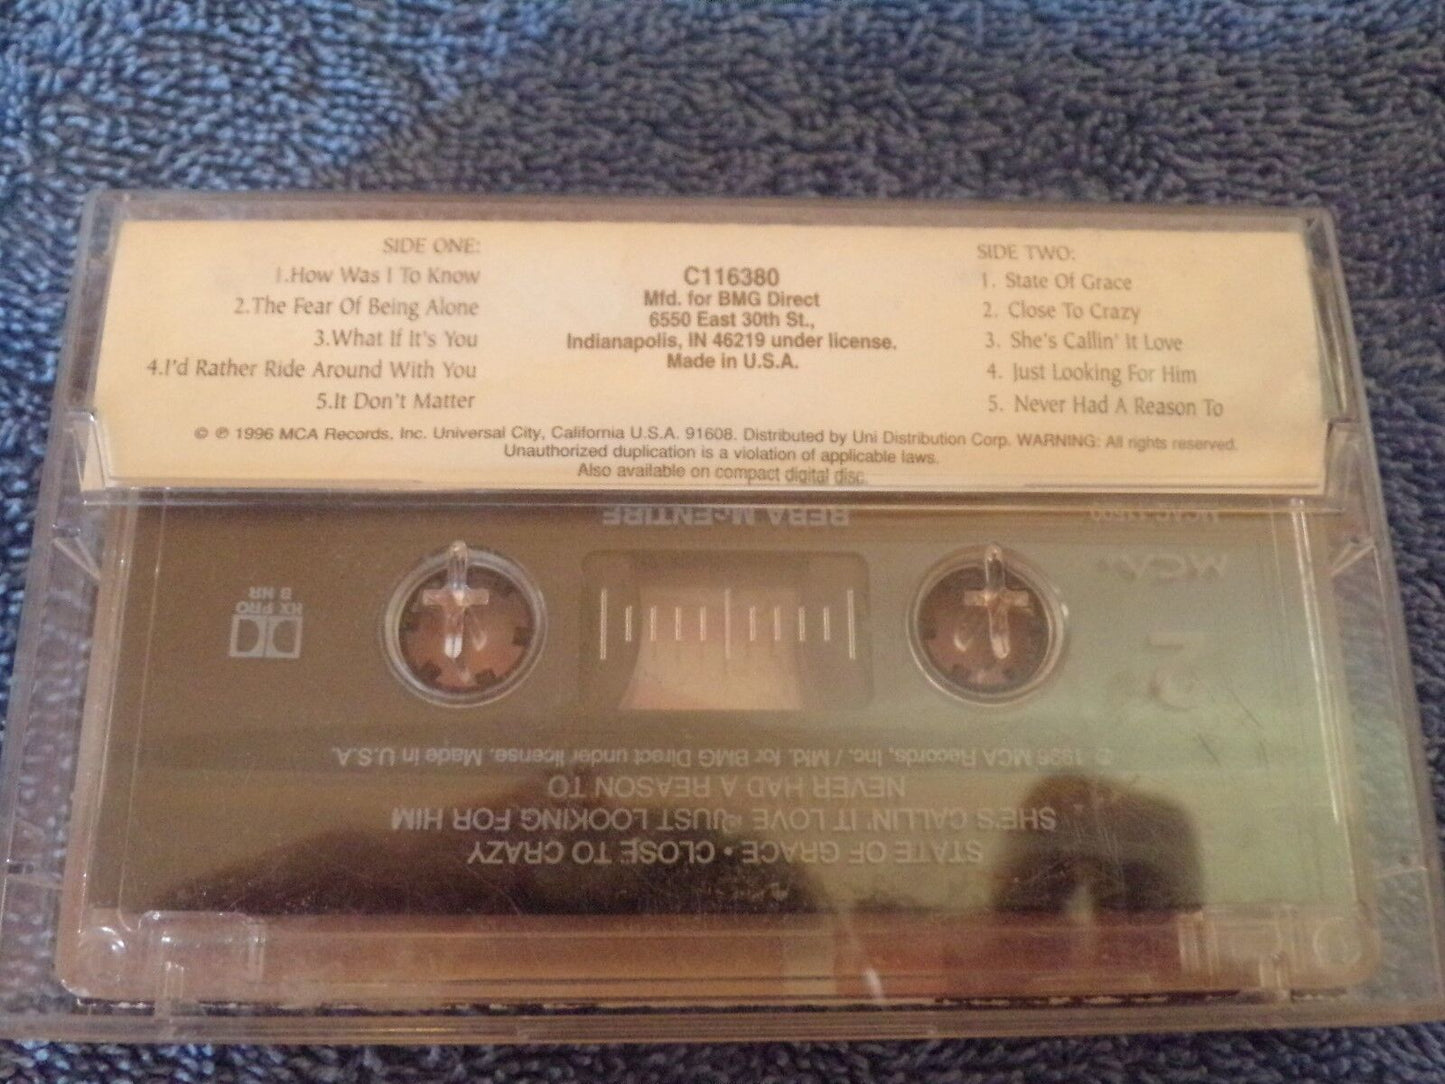 SIDE ONE:
1.How Was I To Know
2.The Fear Of Being Alone
3.What If It's You
4.I'd Rather Ride Around With You
5.It Don't Matter
C116380
Mfd. for BMG Direct
6550 East 30th St.,
Indianapolis, IN 46219 under license.
Made in U.S.A.
SIDE TWO:
1. State Of Grace
2. Close To Crazy
3. She's Callin' It Love
4. Just Looking For Him
5. Never Had A Reason To
© ℗ 1996 MCA Records, Inc. Universal City, California U.S.A. 91608. Distributed by Uni Distribution Corp. WARNING: All rights reserved.
Unauthorized duplication is a violation of applicable laws.
Also available on compact digital disc.
REBA McENTIRE
MCA
2
HX PRO
B NR
STATE OF GRACE • CLOSE TO CRAZY
SHE'S CALLIN' IT LOVE • JUST LOOKING FOR HIM
NEVER HAD A REASON TO
© 1996 MCA Records, Inc. / Mfd. for BMG Direct under license. Made in U.S.A.